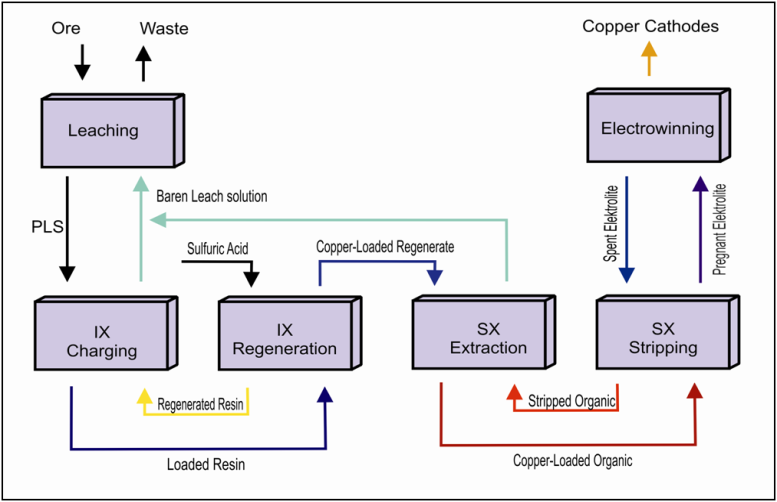 Ore
Waste
Copper Cathodes
Leaching
Electrowinning
Baren Leach solution
PLS
Sulfuric Acid
Copper-Loaded Regenerate
Spent Elektrolite
Pregnant Elektrolite
IX
Charging
IX
Regeneration
SX
Extraction
SX
Stripping
Regenerated Resin
Stripped Organic
Loaded Resin
Copper-Loaded Organic